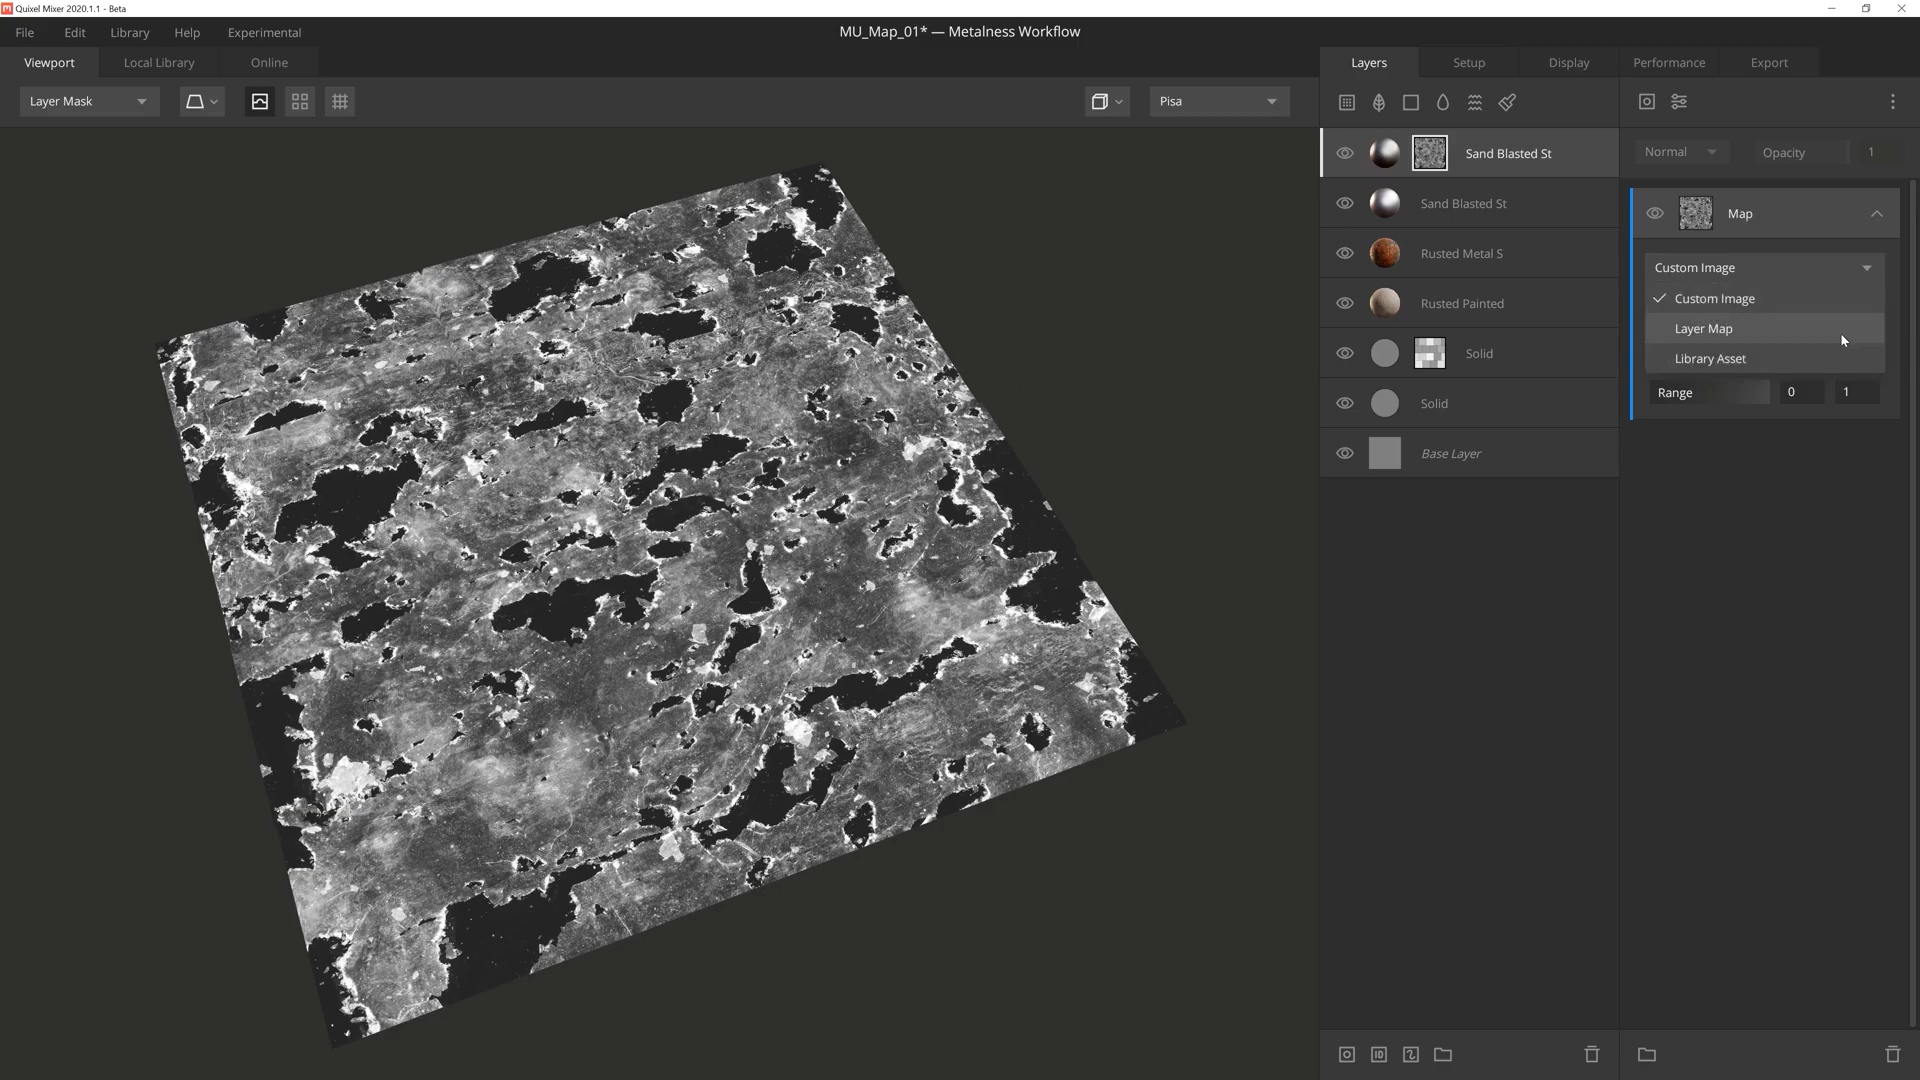 Quixel Mixer 2020.1.1 - Beta
File Edit Library Help Experimental
MU_Map_01* — Metalness Workflow
Viewport Local Library Online
Layers Setup Display Performance Export
Layer Mask
Pisa
Normal Opacity 1
Sand Blasted St
Sand Blasted St
Rusted Metal S
Rusted Painted
Solid
Solid
Base Layer
Map
Custom Image
Custom Image
Layer Map
Library Asset
Range 0 1